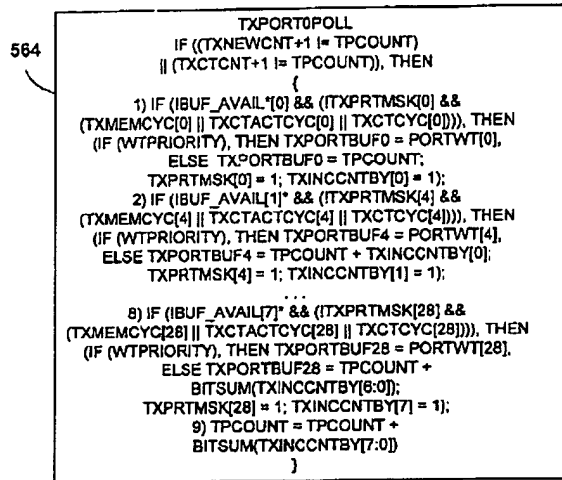 564
TXPORT0POLL
IF ((TXNEWCNT+1 != TPCOUNT)
|| (TXCTCNT+1 != TPCOUNT)), THEN
{
1) IF (IBUF_AVAIL*[0] && (!TXPRTMSK[0] &&
(TXMEMCYC[0] || TXCTACTCYC[0] || TXCTCYC[0]))), THEN
(IF (WTPRIORITY), THEN TXPORTBUF0 = PORTWT[0],
ELSE TXPORTBUF0 = TPCOUNT;
TXPRTMSK[0] = 1; TXINCCNTBY[0] = 1);
2) IF (IBUF_AVAIL[1]* && (!TXPRTMSK[4] &&
(TXMEMCYC[4] || TXCTACTCYC[4] || TXCTCYC[4]))), THEN
(IF (WTPRIORITY), THEN TXPORTBUF4 = PORTWT[4],
ELSE TXPORTBUF4 = TPCOUNT + TXINCCNTBY[0];
TXPRTMSK[4] = 1; TXINCCNTBY[1] = 1);
...
8) IF (IBUF_AVAIL[7]* && (!TXPRTMSK[28] &&
(TXMEMCYC[28] || TXCTACTCYC[28] || TXCTCYC[28]))), THEN
(IF (WTPRIORITY), THEN TXPORTBUF28 = PORTWT[28],
ELSE TXPORTBUF28 = TPCOUNT +
BITSUM(TXINCCNTBY[6:0]);
TXPRTMSK[28] = 1; TXINCCNTBY[7] = 1);
9) TPCOUNT = TPCOUNT +
BITSUM(TXINCCNTBY[7:0])
}